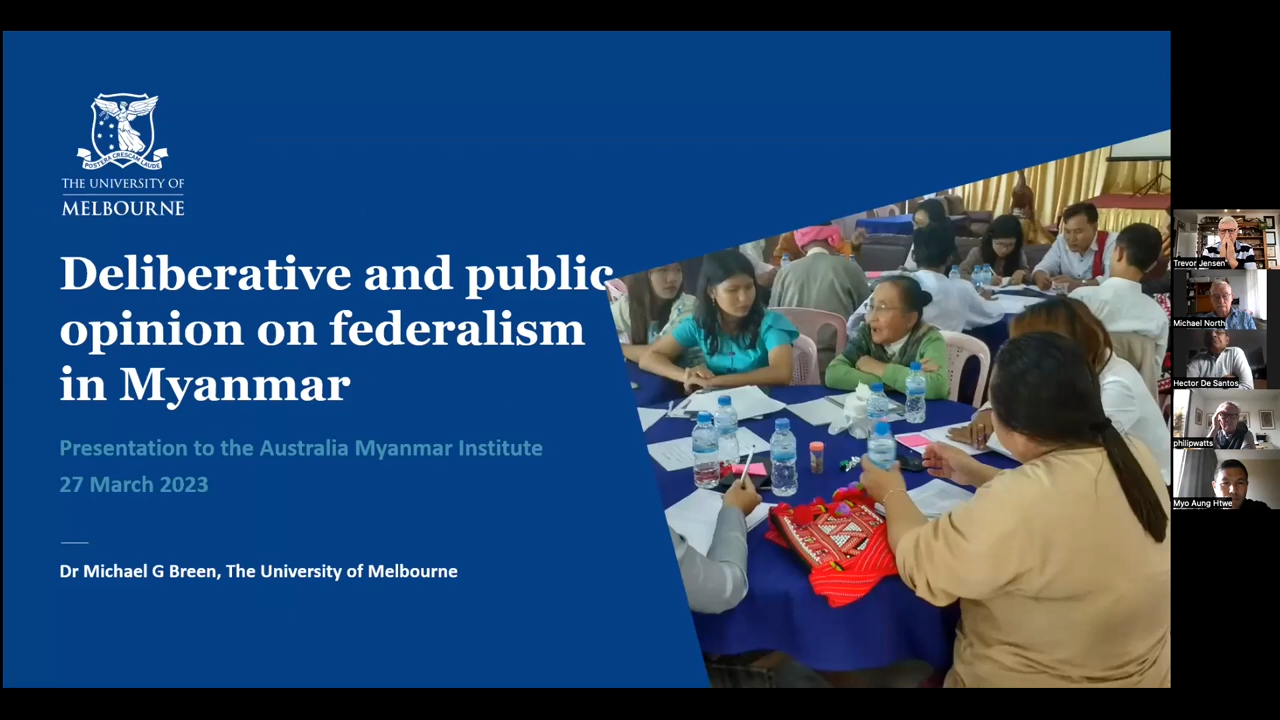 POSTERA CRESCAM LAUDE
THE UNIVERSITY OF
MELBOURNE
Deliberative and public
opinion on federalism
in Myanmar
Presentation to the Australia Myanmar Institute
27 March 2023
Dr Michael G Breen, The University of Melbourne
Trevor Jensen
Michael North
Hector De Santos
philipwatts
Myo Aung Htwe